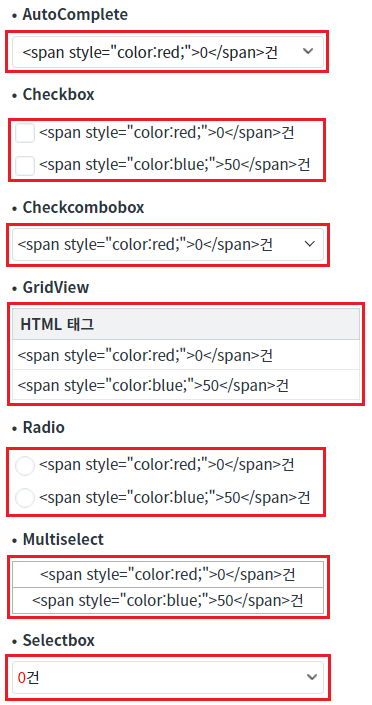 • AutoComplete
<span style="color:red;">0</span>건
• Checkbox
<span style="color:red;">0</span>건
<span style="color:blue;">50</span>건
• Checkcombobox
<span style="color:red;">0</span>건
• GridView
HTML 태그
<span style="color:red;">0</span>건
<span style="color:blue;">50</span>건
• Radio
<span style="color:red;">0</span>건
<span style="color:blue;">50</span>건
• Multiselect
<span style="color:red;">0</span>건
<span style="color:blue;">50</span>건
• Selectbox
0건